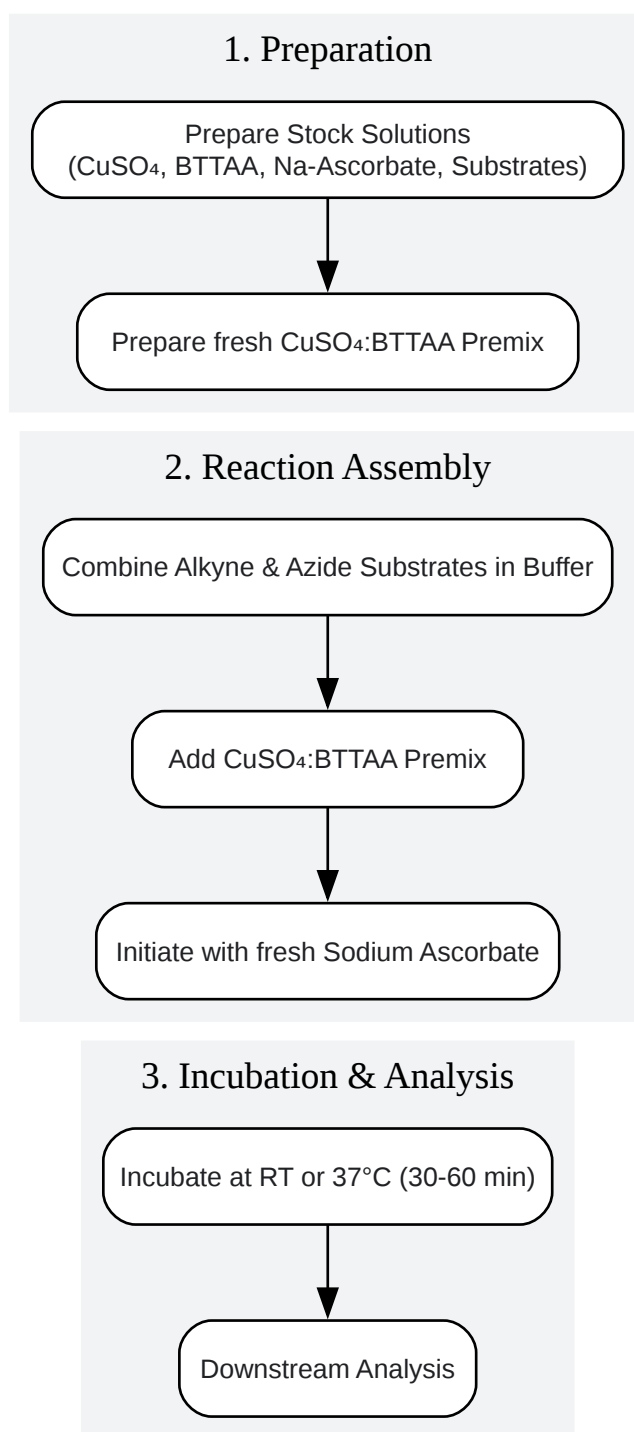 1. Preparation
Prepare Stock Solutions
(CuSO₄, BTTAA, Na-Ascorbate, Substrates)
Prepare fresh CuSO₄:BTTAA Premix
2. Reaction Assembly
Combine Alkyne & Azide Substrates in Buffer
Add CuSO₄:BTTAA Premix
Initiate with fresh Sodium Ascorbate
3. Incubation & Analysis
Incubate at RT or 37°C (30-60 min)
Downstream Analysis